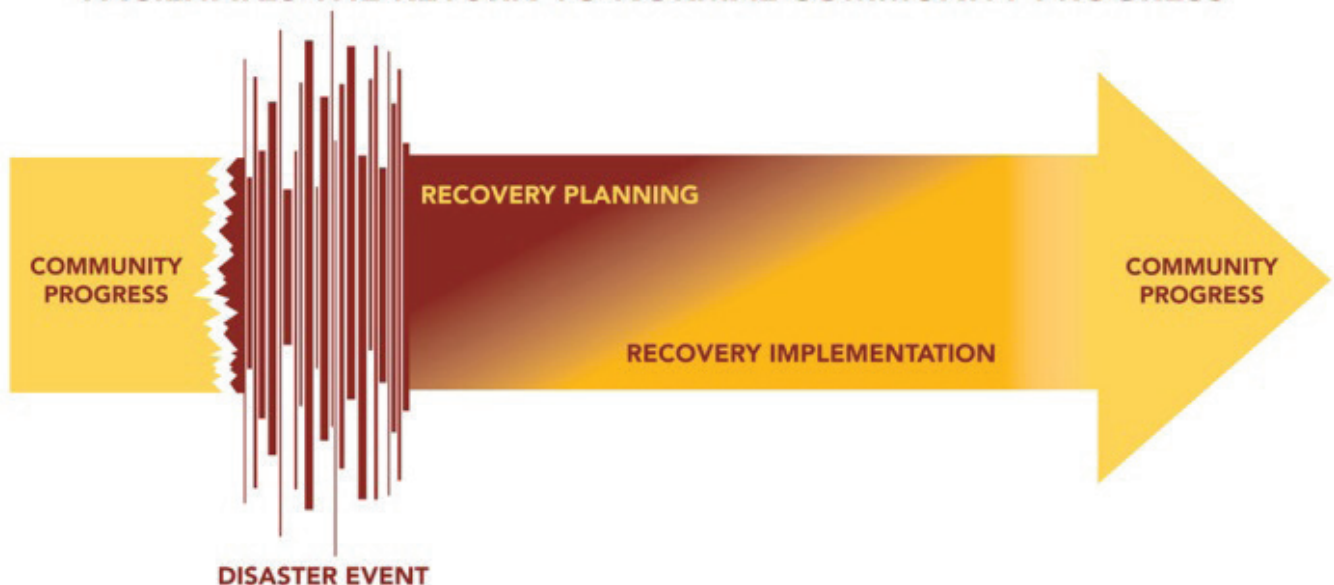 RECOVERY PLANNING
COMMUNITY
PROGRESS
COMMUNITY
PROGRESS
RECOVERY IMPLEMENTATION
DISASTER EVENT